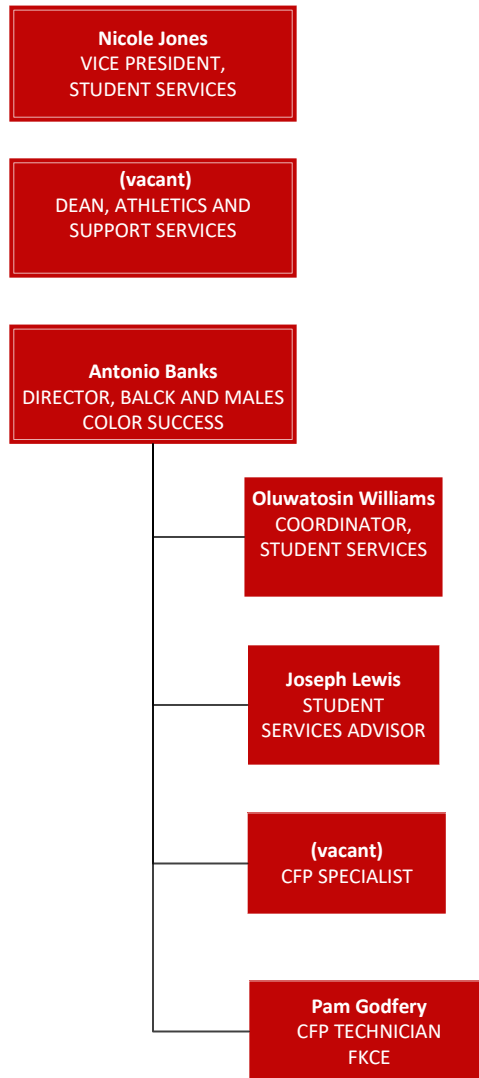 Nicole Jones
VICE PRESIDENT,
STUDENT SERVICES
(vacant)
DEAN, ATHLETICS AND
SUPPORT SERVICES
Antonio Banks
DIRECTOR, BALCK AND MALES
COLOR SUCCESS
Oluwatosin Williams
COORDINATOR,
STUDENT SERVICES
Joseph Lewis
STUDENT
SERVICES ADVISOR
(vacant)
CFP SPECIALIST
Pam Godfery
CFP TECHNICIAN
FKCE